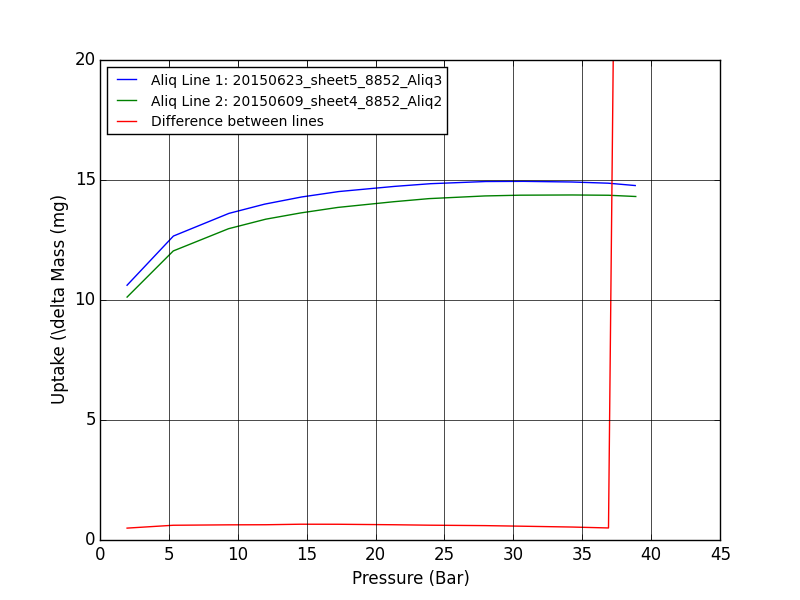 20
Aliq Line 1: 20150623_sheet5_8852_Aliq3
Aliq Line 2: 20150609_sheet4_8852_Aliq2
Difference between lines
15
10
5
0
Uptake (\delta Mass (mg)
0 5 10 15 20 25 30 35 40 45
Pressure (Bar)